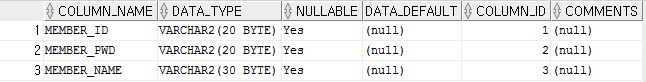 COLUMN_NAME DATA_TYPE NULLABLE DATA_DEFAULT COLUMN_ID COMMENTS
1 MEMBER_ID VARCHAR2(20 BYTE) Yes (null) 1 (null)
2 MEMBER_PWD VARCHAR2(20 BYTE) Yes (null) 2 (null)
3 MEMBER_NAME VARCHAR2(30 BYTE) Yes (null) 3 (null)